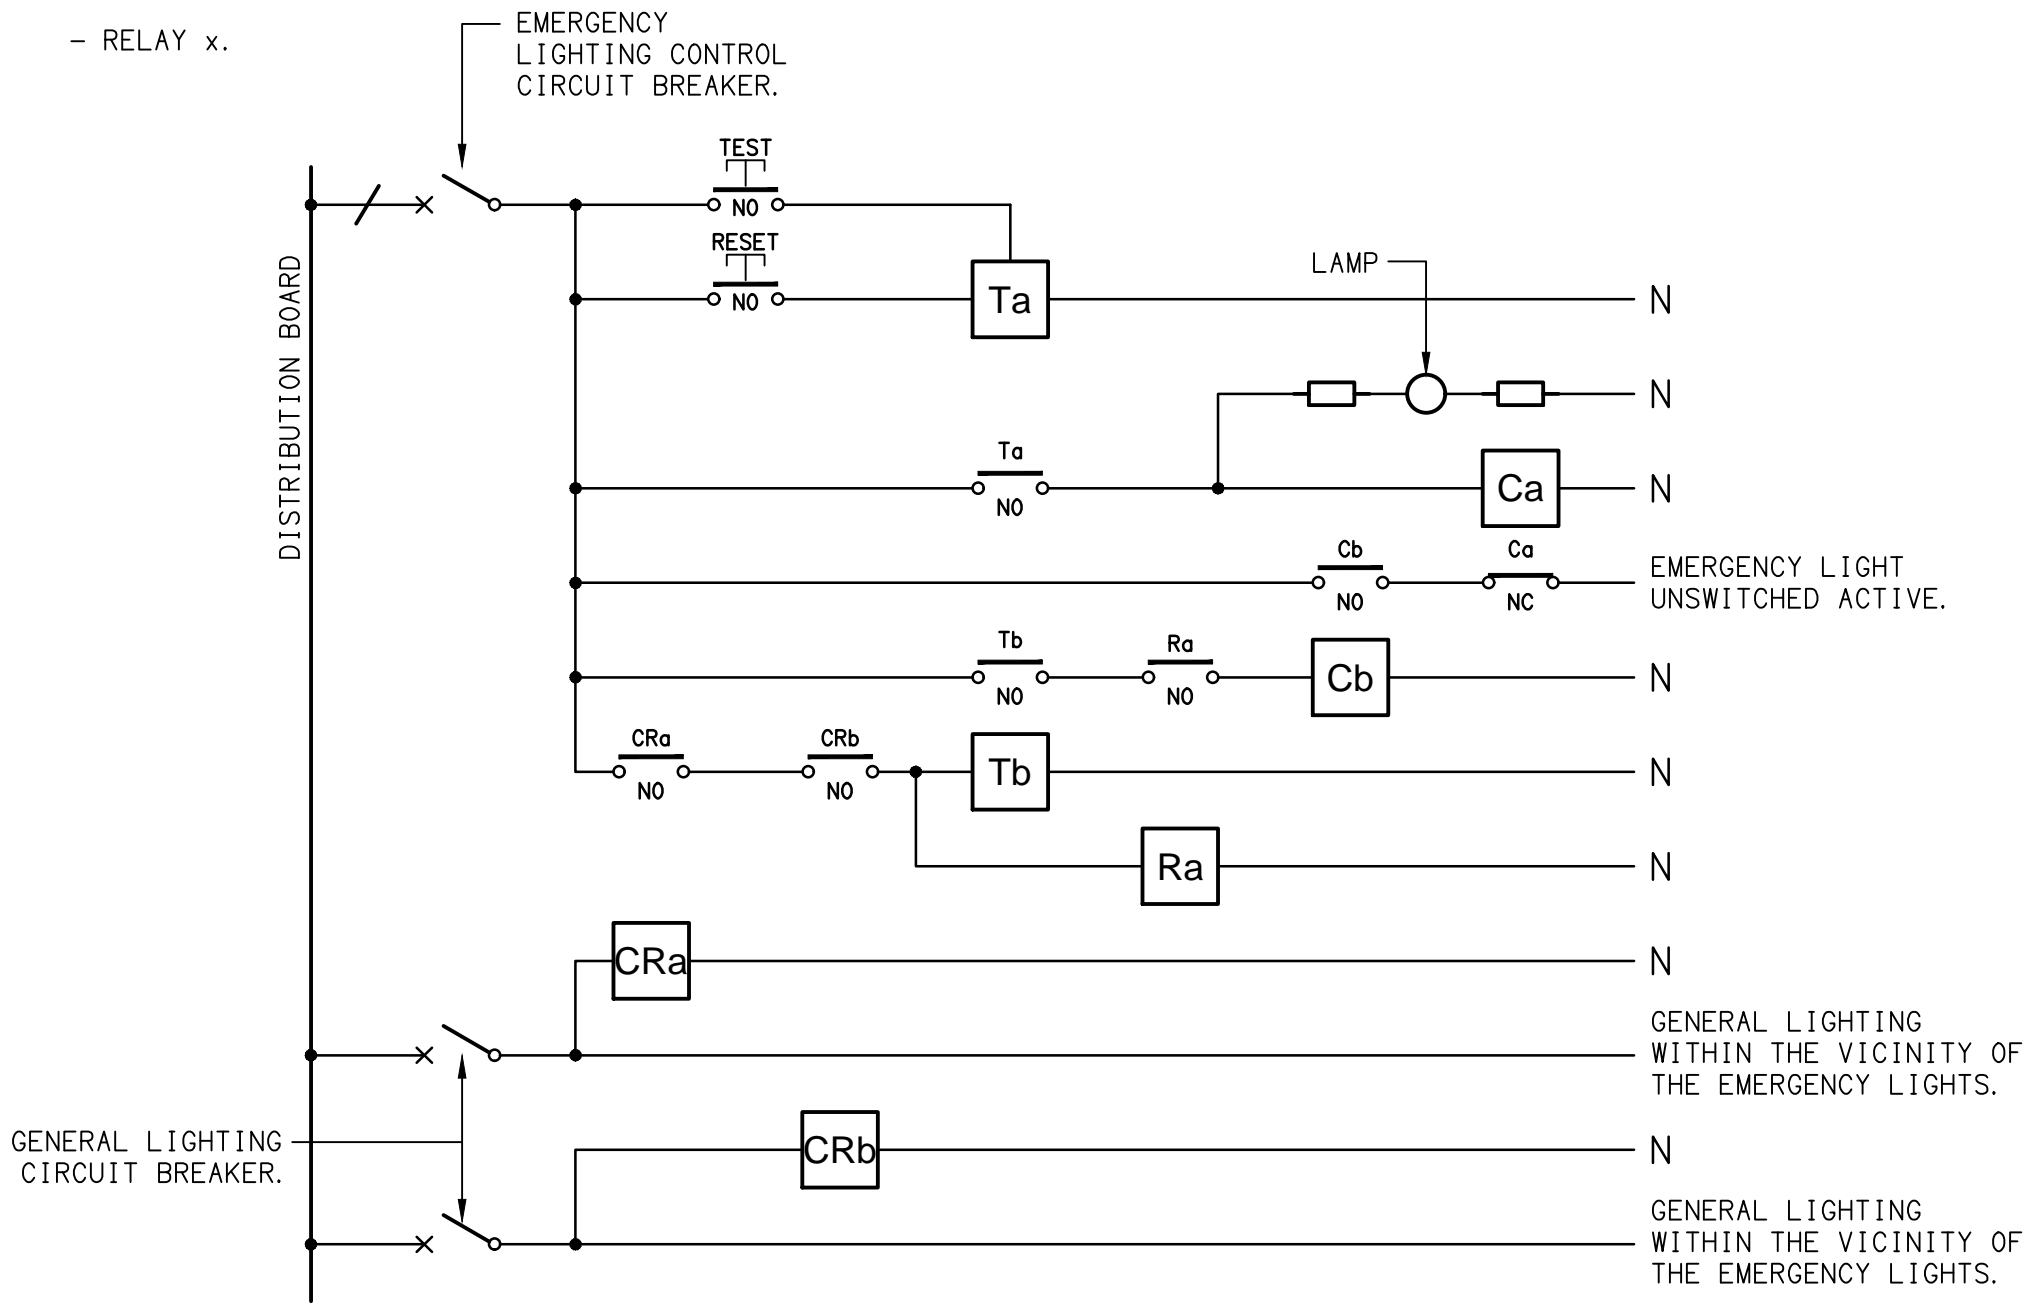 - RELAY x.
EMERGENCY
LIGHTING CONTROL
CIRCUIT BREAKER.
TEST
NO
RESET
NO
DISTRIBUTION BOARD
Ta
N
LAMP
N
Ta
NO
Ca
N
Cb
NO
Ca
NC
EMERGENCY LIGHT
UNSWITCHED ACTIVE.
Tb
NO
Ra
NO
Cb
N
CRa
NO
CRb
NO
Tb
N
Ra
N
CRa
N
GENERAL LIGHTING
WITHIN THE VICINITY OF
THE EMERGENCY LIGHTS.
GENERAL LIGHTING
CIRCUIT BREAKER.
CRb
N
GENERAL LIGHTING
WITHIN THE VICINITY OF
THE EMERGENCY LIGHTS.